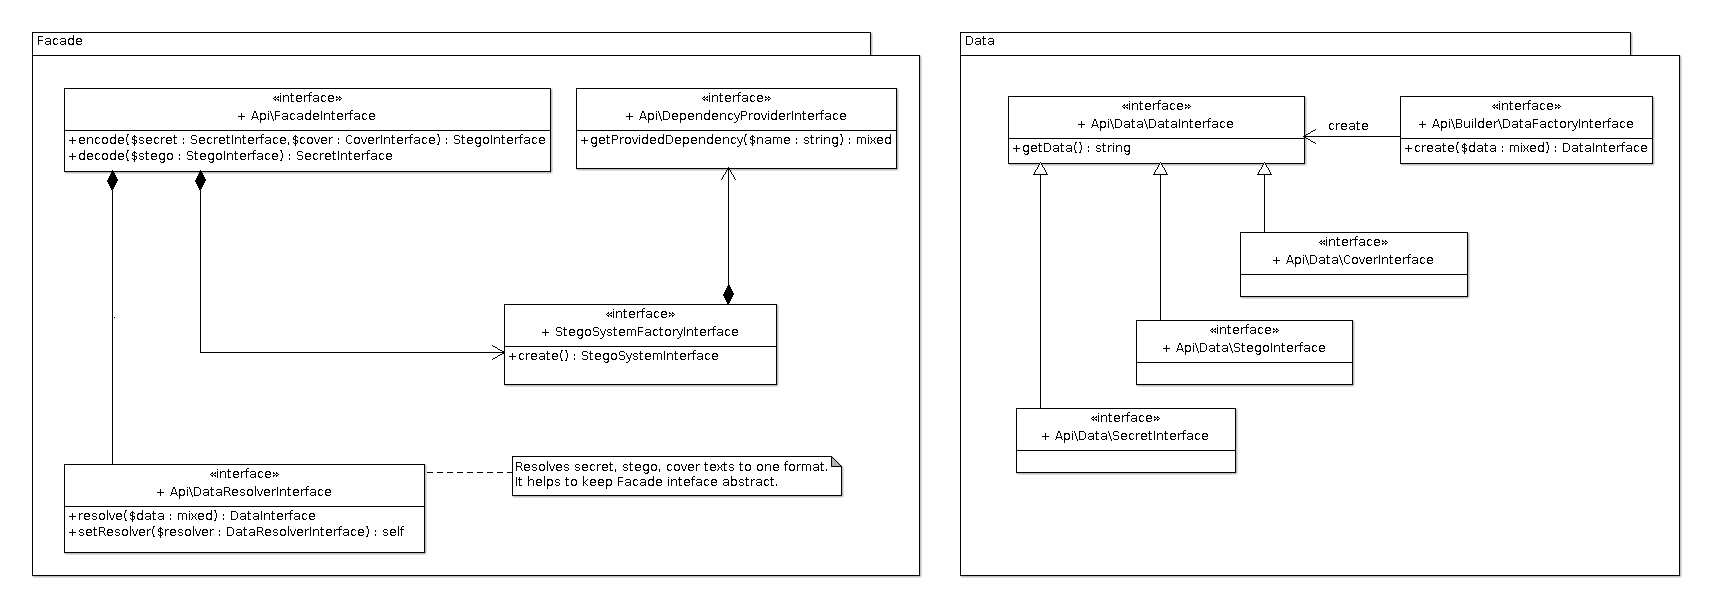 Facade
«interface»
+ Api\FacadeInterface
+encode($secret : SecretInterface,$cover : CoverInterface) : StegoInterface
+decode($stego : StegoInterface) : SecretInterface
«interface»
+ Api\DependencyProviderInterface
+getProvidedDependency($name : string) : mixed
«interface»
+ StegoSystemFactoryInterface
+create() : StegoSystemInterface
«interface»
+ Api\DataResolverInterface
+resolve($data : mixed) : DataInterface
+setResolver($resolver : DataResolverInterface) : self
Resolves secret, stego, cover texts to one format.
It helps to keep Facade inteface abstract.
Data
«interface»
+ Api\Data\DataInterface
+getData() : string
create
«interface»
+ Api\Builder\DataFactoryInterface
+create($data : mixed) : DataInterface
«interface»
+ Api\Data\CoverInterface
«interface»
+ Api\Data\StegoInterface
«interface»
+ Api\Data\SecretInterface